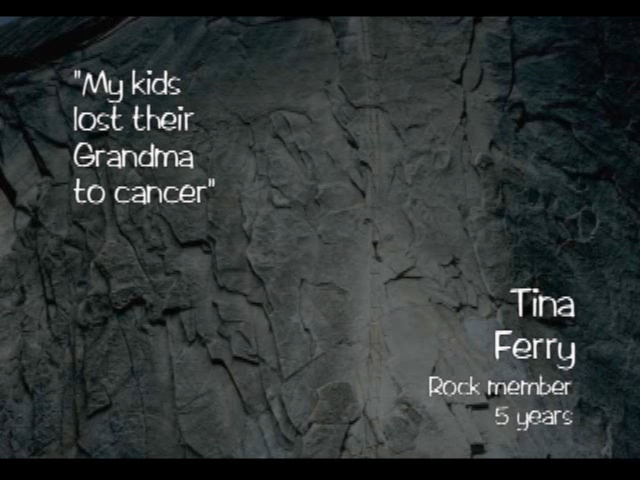 "My kids
lost their
Grandma
to cancer"
Tina
Ferry
Rock member
5 years